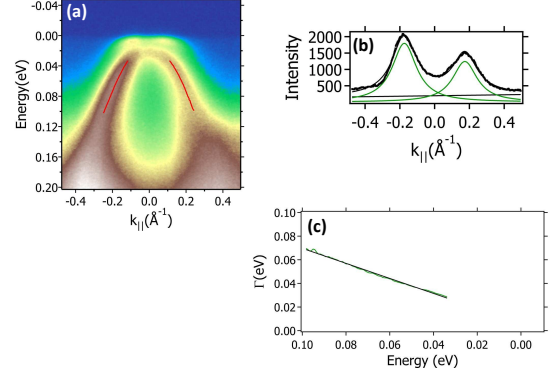 (a)
-0.04
0.00
0.04
0.08
0.12
0.16
0.20
Energy(eV)
-0.4 -0.2 0.0 0.2 0.4
k||(Å-1)
(b)
2000
1500
1000
500
Intensity
-0.4 -0.2 0.0 0.2 0.4
k||(Å-1)
(c)
0.10
0.08
0.06
0.04
0.02
0.00
Γ(eV)
0.10 0.08 0.06 0.04 0.02 0.00
Energy (eV)